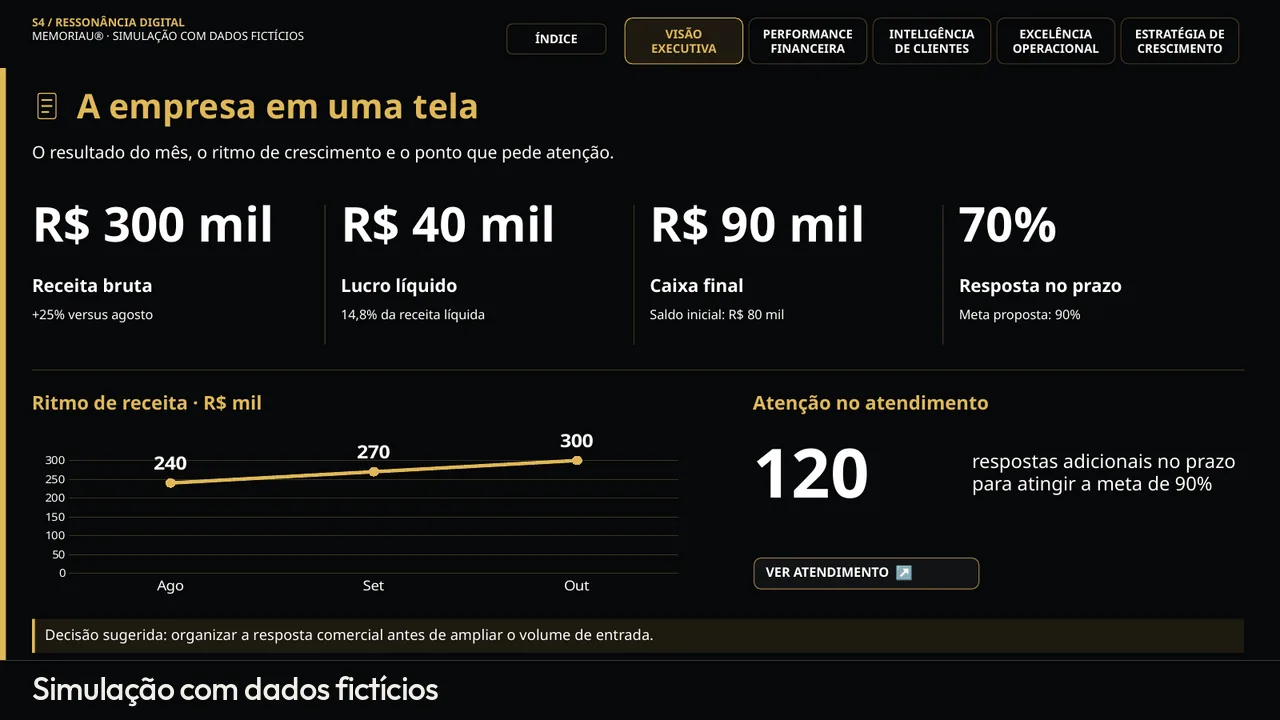 S4 / RESSONÂNCIA DIGITAL
MEMORIAU® · SIMULAÇÃO COM DADOS FICTÍCIOS
ÍNDICE
VISÃO
EXECUTIVA
PERFORMANCE
FINANCEIRA
INTELIGÊNCIA
DE CLIENTES
EXCELÊNCIA
OPERACIONAL
ESTRATÉGIA DE
CRESCIMENTO
A empresa em uma tela
O resultado do mês, o ritmo de crescimento e o ponto que pede atenção.
R$ 300 mil
Receita bruta
+25% versus agosto
R$ 40 mil
Lucro líquido
14,8% da receita líquida
R$ 90 mil
Caixa final
Saldo inicial: R$ 80 mil
70%
Resposta no prazo
Meta proposta: 90%
Ritmo de receita · R$ mil
300
250
200
150
100
50
0
240
270
300
Ago
Set
Out
Atenção no atendimento
120
respostas adicionais no prazo
para atingir a meta de 90%
VER ATENDIMENTO ↗
Decisão sugerida: organizar a resposta comercial antes de ampliar o volume de entrada.
Simulação com dados fictícios